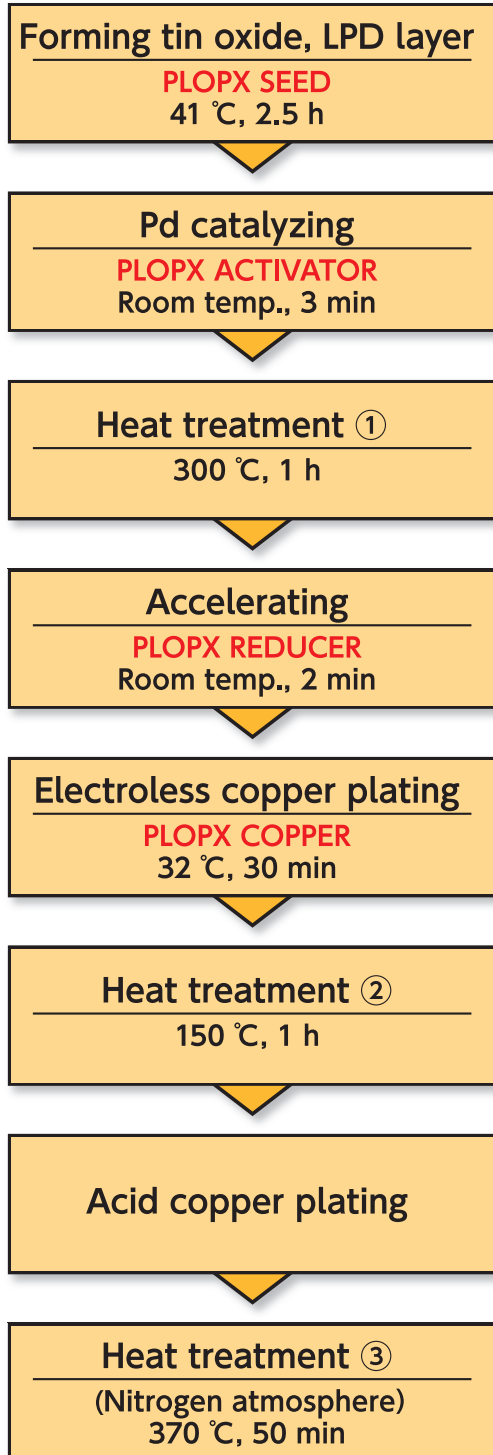 Forming tin oxide, LPD layer
PLOPX SEED
41 ℃, 2.5 h
Pd catalyzing
PLOPX ACTIVATOR
Room temp., 3 min
Heat treatment ①
300 ℃, 1 h
Accelerating
PLOPX REDUCER
Room temp., 2 min
Electroless copper plating
PLOPX COPPER
32 ℃, 30 min
Heat treatment ②
150 ℃, 1 h
Acid copper plating
Heat treatment ③
(Nitrogen atmosphere)
370 ℃, 50 min